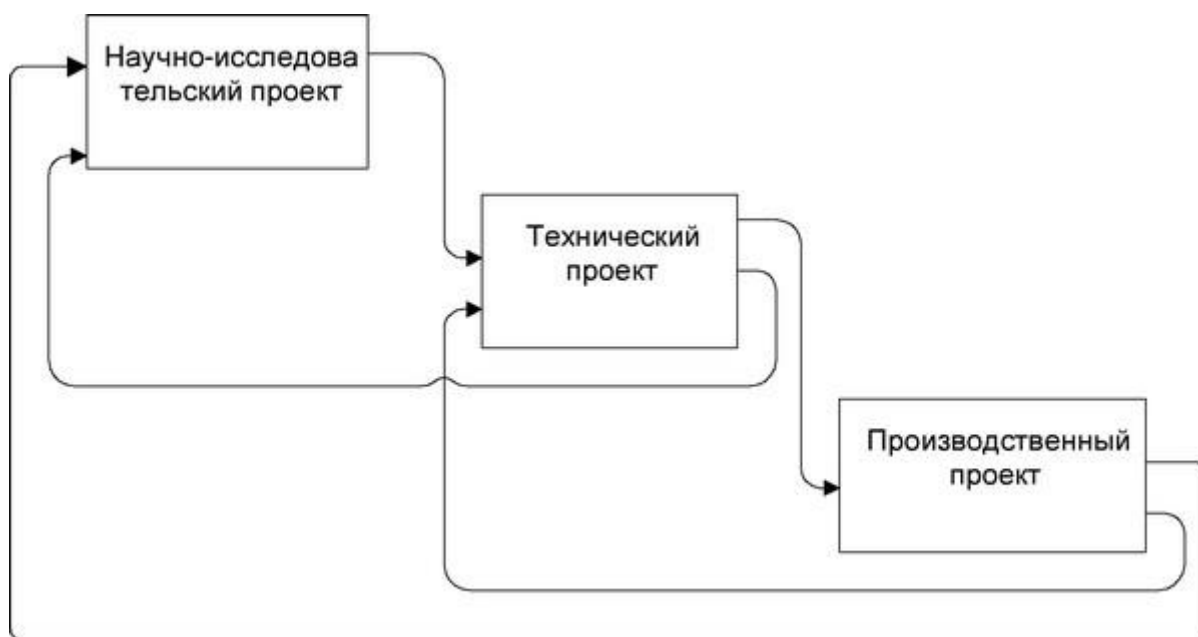 Научно-исследова
тельский проект
Технический
проект
Производственный
проект